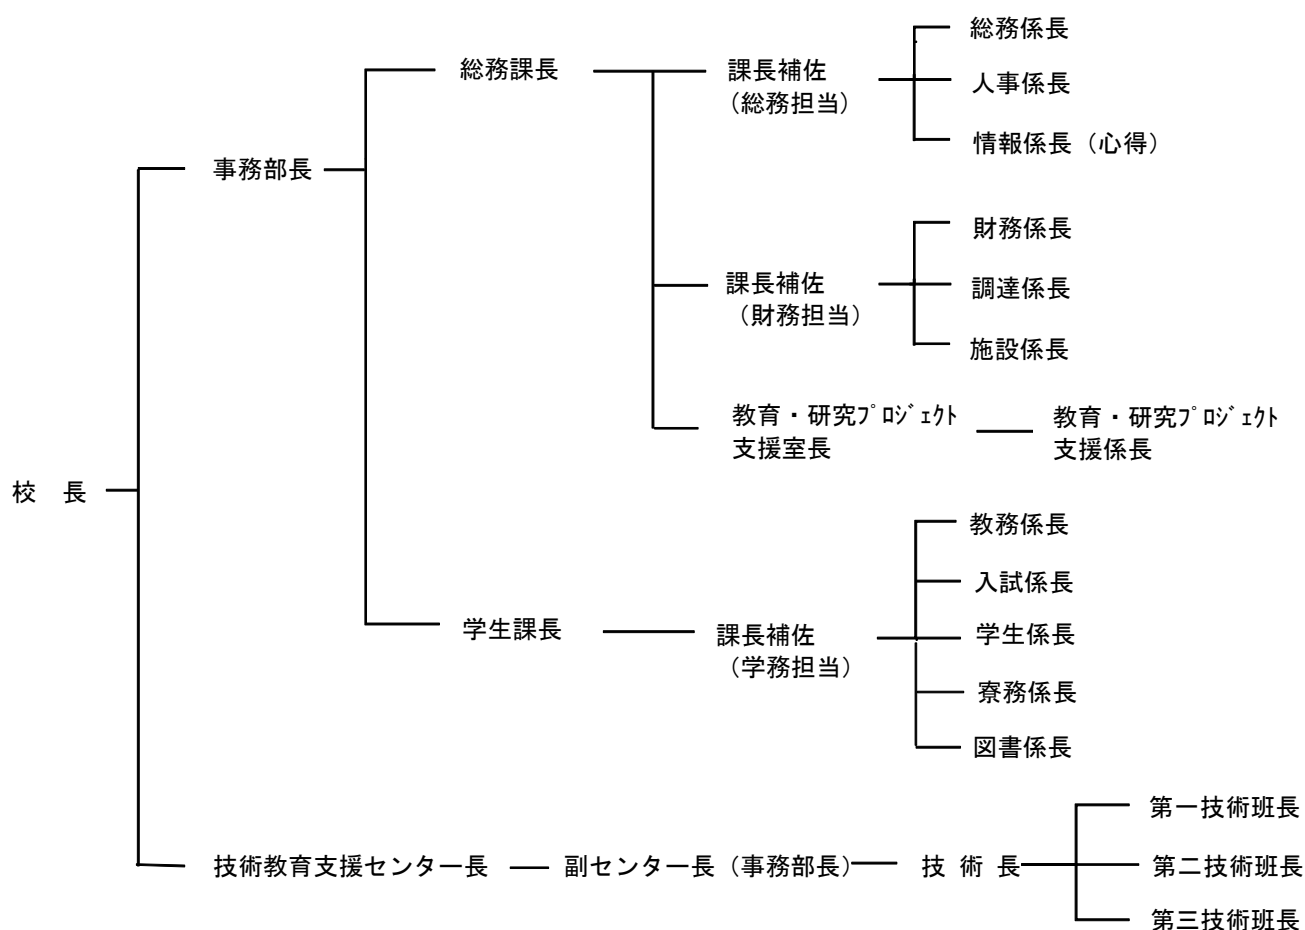 総務係長
総務課長
課長補佐
（総務担当）
人事係長
情報係長（心得）
事務部長
財務係長
課長補佐
（財務担当）
調達係長
施設係長
教育・研究ﾌﾟﾛｼﾞｪｸﾄ
支援室長
教育・研究ﾌﾟﾛｼﾞｪｸﾄ
支援係長
校　長
教務係長
入試係長
学生課長
課長補佐
（学務担当）
学生係長
寮務係長
図書係長
第一技術班長
技術教育支援センター長
副センター長（事務部長）
技 術 長
第二技術班長
第三技術班長